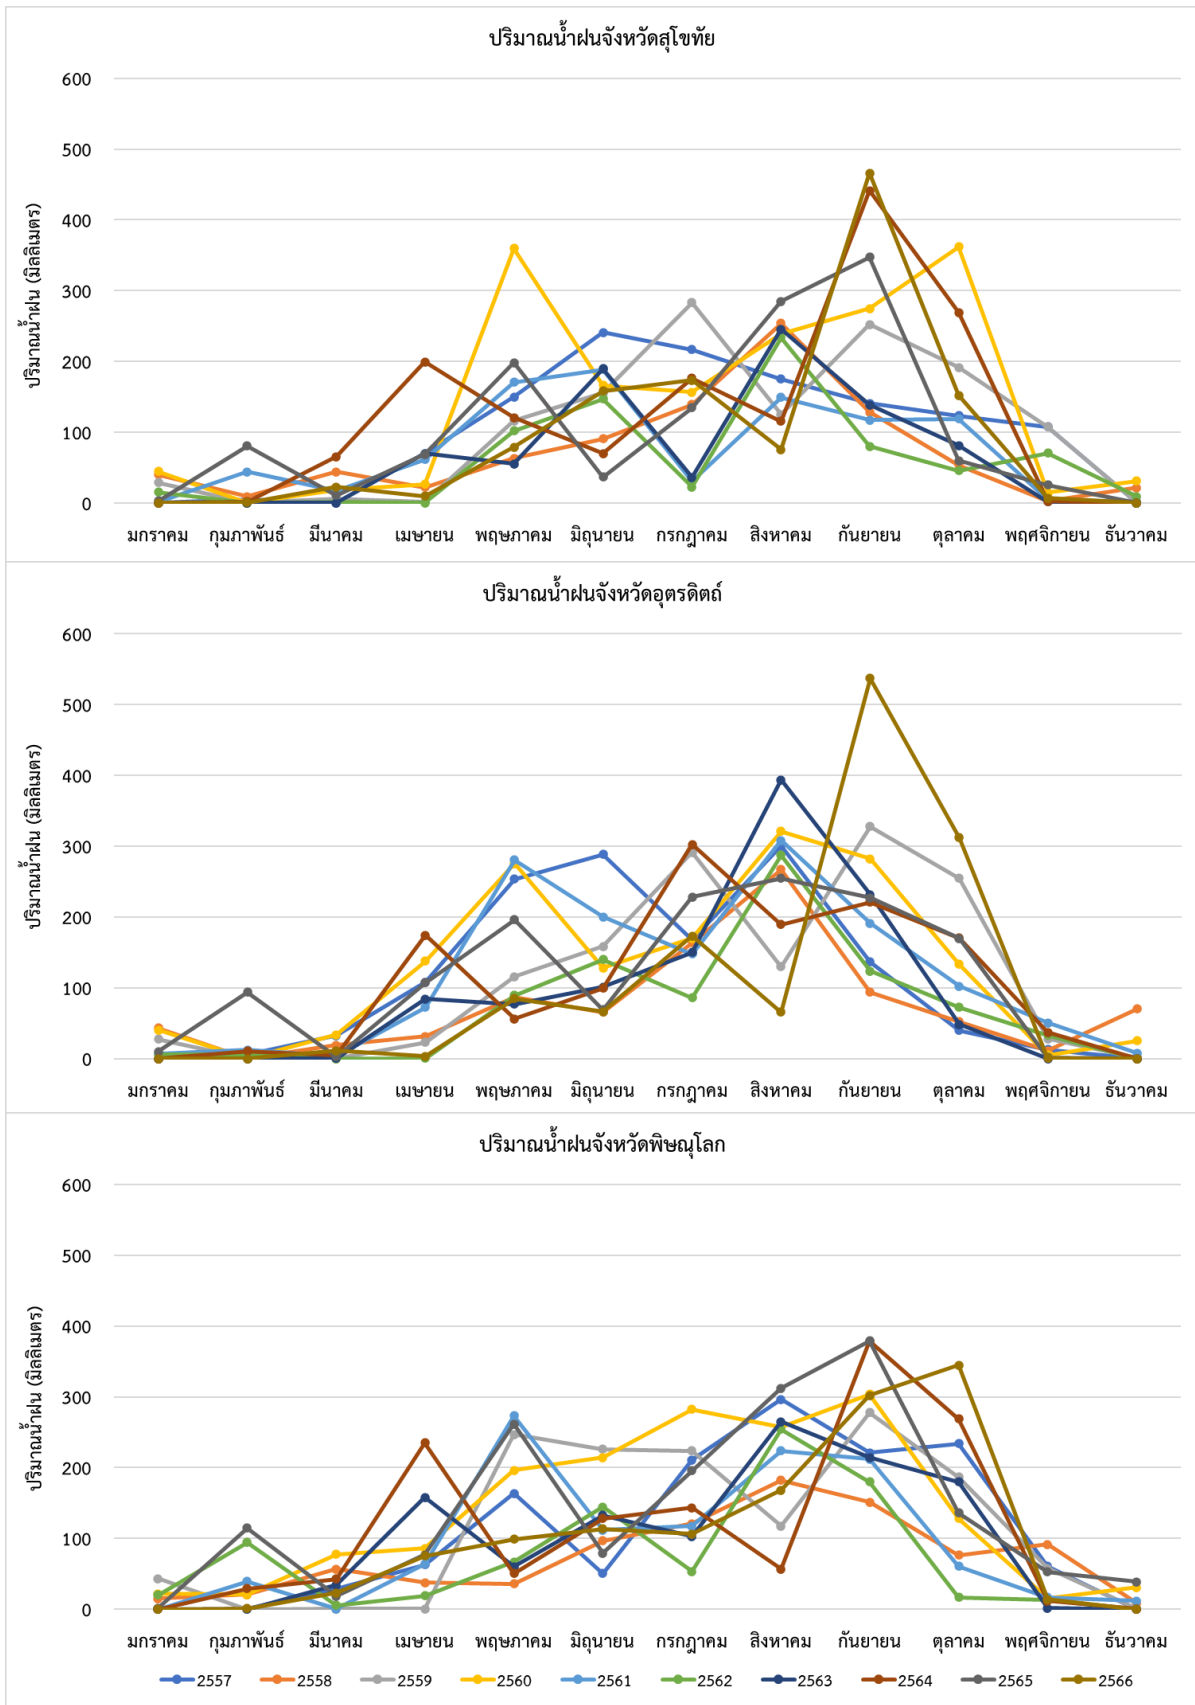 ปริมาณน้ำฝนจังหวัดสุโขทัย
ปริมาณน้ำฝน (มิลลิเมตร)
600
500
400
300
200
100
0
มกราคม กุมภาพันธ์ มีนาคม เมษายน พฤษภาคม มิถุนายน กรกฎาคม สิงหาคม กันยายน ตุลาคม พฤศจิกายน ธันวาคม
ปริมาณน้ำฝนจังหวัดอุตรดิตถ์
ปริมาณน้ำฝน (มิลลิเมตร)
600
500
400
300
200
100
0
มกราคม กุมภาพันธ์ มีนาคม เมษายน พฤษภาคม มิถุนายน กรกฎาคม สิงหาคม กันยายน ตุลาคม พฤศจิกายน ธันวาคม
ปริมาณน้ำฝนจังหวัดพิษณุโลก
ปริมาณน้ำฝน (มิลลิเมตร)
600
500
400
300
200
100
0
มกราคม กุมภาพันธ์ มีนาคม เมษายน พฤษภาคม มิถุนายน กรกฎาคม สิงหาคม กันยายน ตุลาคม พฤศจิกายน ธันวาคม
2557 2558 2559 2560 2561 2562 2563 2564 2565 2566